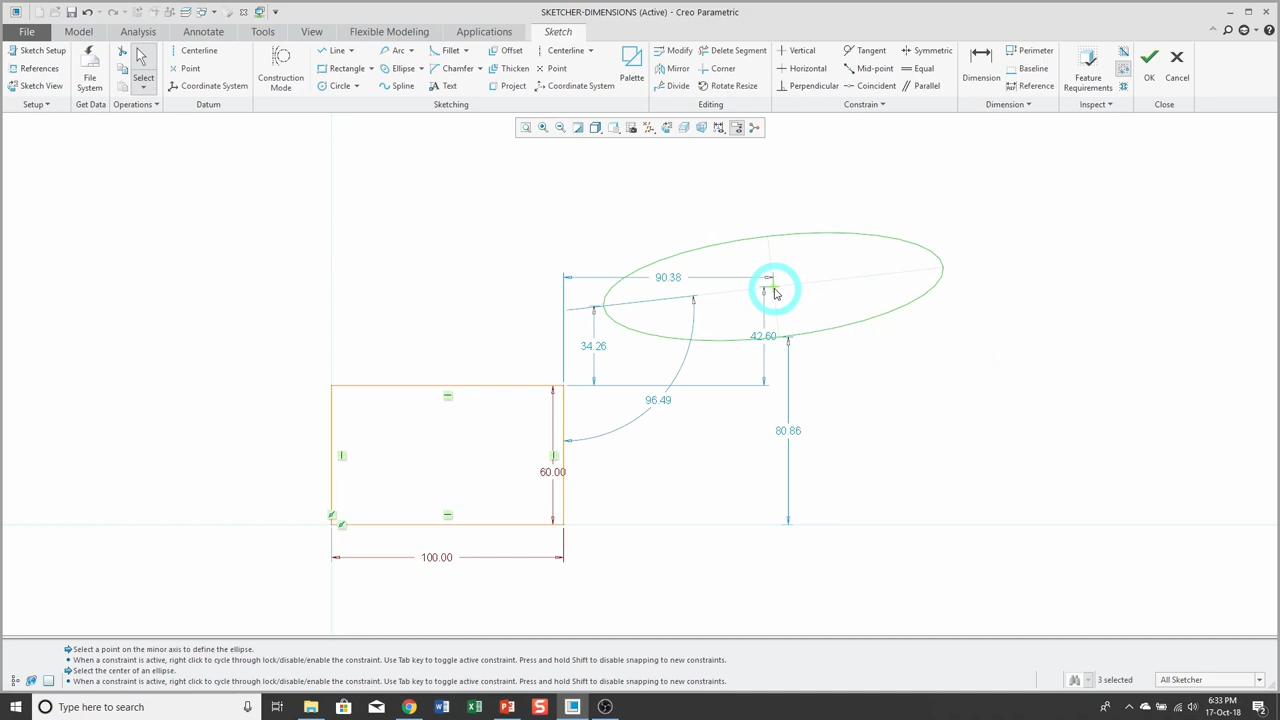 SKETCHER-DIMENSIONS (Active) - Creo Parametric
File Model Analysis Annotate Tools View Flexible Modeling Applications Sketch
Sketch Setup
References
Sketch View
Setup
File System
Get Data
Select
Operations
Centerline
Point
Coordinate System
Datum
Construction Mode
Line Arc Fillet Offset Centerline
Rectangle Ellipse Chamfer Thicken Point
Circle Spline Text Project Coordinate System
Sketching
Palette
Modify Delete Segment
Mirror Corner
Divide Rotate Resize
Editing
Vertical Tangent Symmetric
Horizontal Mid-point Equal
Perpendicular Coincident Parallel
Constrain
Dimension
Perimeter
Baseline
Reference
Dimension
Feature Requirements
Inspect
OK
Cancel
Close
90.38
42.60
34.26
96.49
80.86
60.00
100.00
Select a point on the minor axis to define the ellipse.
When a constraint is active, right click to cycle through lock/disable/enable the constraint. Use Tab key to toggle active constraint. Press and hold Shift to disable snapping to new constraints.
Select the center of an ellipse.
When a constraint is active, right click to cycle through lock/disable/enable the constraint. Use Tab key to toggle active constraint. Press and hold Shift to disable snapping to new constraints.
3 selected
All Sketcher
Type here to search
6:33 PM
17-Oct-18